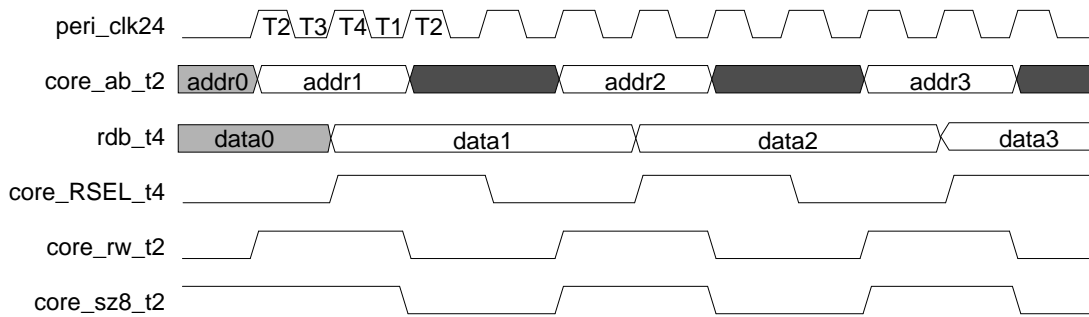 peri_clk24 T2 T3 T4 T1 T2
core_ab_t2 addr0 addr1 addr2 addr3
rdb_t4 data0 data1 data2 data3
core_RSEL_t4
core_rw_t2
core_sz8_t2